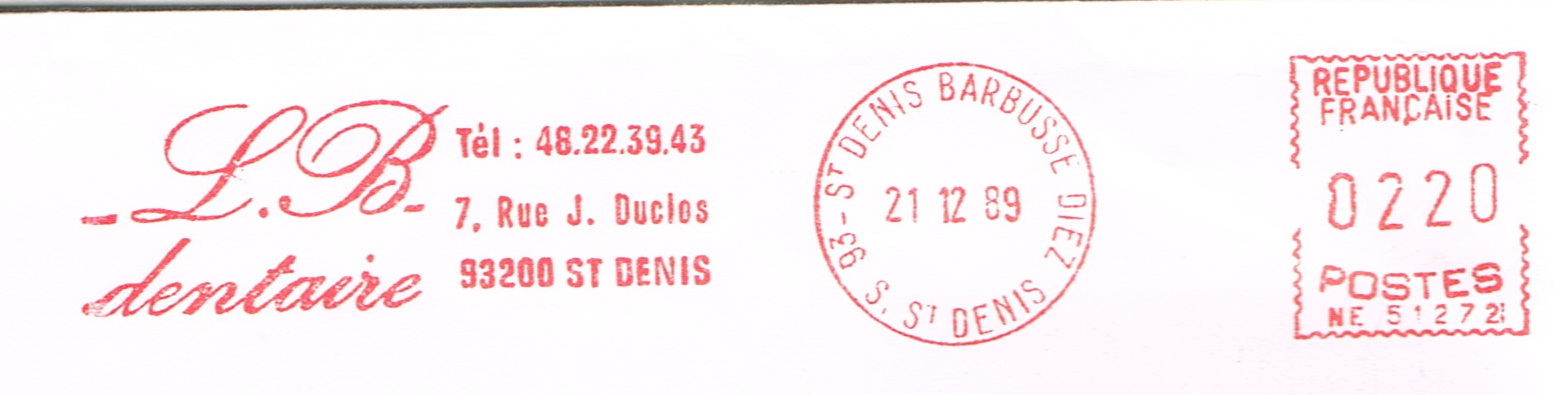 L.B.
dentaire
Tél : 48.22.39.43
7, Rue J. Duclos
93200 ST DENIS
93 - ST DENIS BARBUSSE DIEZ
21 12 89
S. ST DENIS
REPUBLIQUE
FRANÇAISE
0220
POSTES
NE 51272